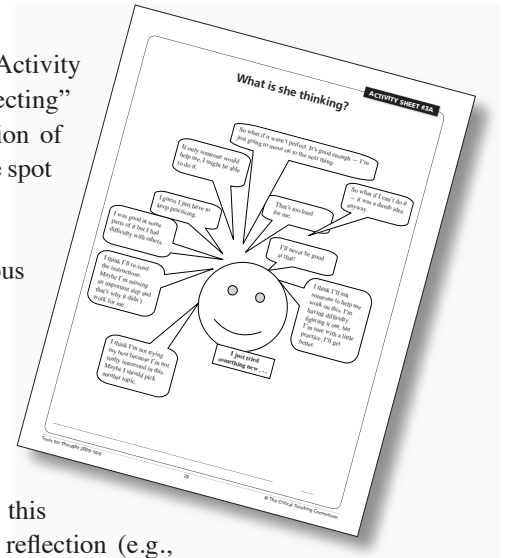 Activity
ecting”
ion of
e spot
ous
this
reflection (e.g.,
ACTIVITY SHEET #3A
What is she thinking?
So what if it wasn't perfect. It's good enough — I'm
just going to move on to the next thing.
If only someone would
help me, I might be able
to do it.
So what if I can't do it
— it was a dumb idea
anyway.
That's too hard
for me.
I guess I just have to
keep practicing.
I was good at some
parts of it but I had
difficulty with others.
I'll never be good
at that!
I think I'll re-read
the instructions.
Maybe I'm missing
an important step and
that's why it didn't
work for me.
I think I'll ask
someone to help me
work on this. I'm
having difficulty
figuring it out, but
I'm sure with a little
practice, I'll get
better.
I think I'm not trying
my best because I'm not
really interested in this.
Maybe I should pick
another topic.
I just tried
something new . . .
Tools for Thought
26
© The Critical Thinking Consortium